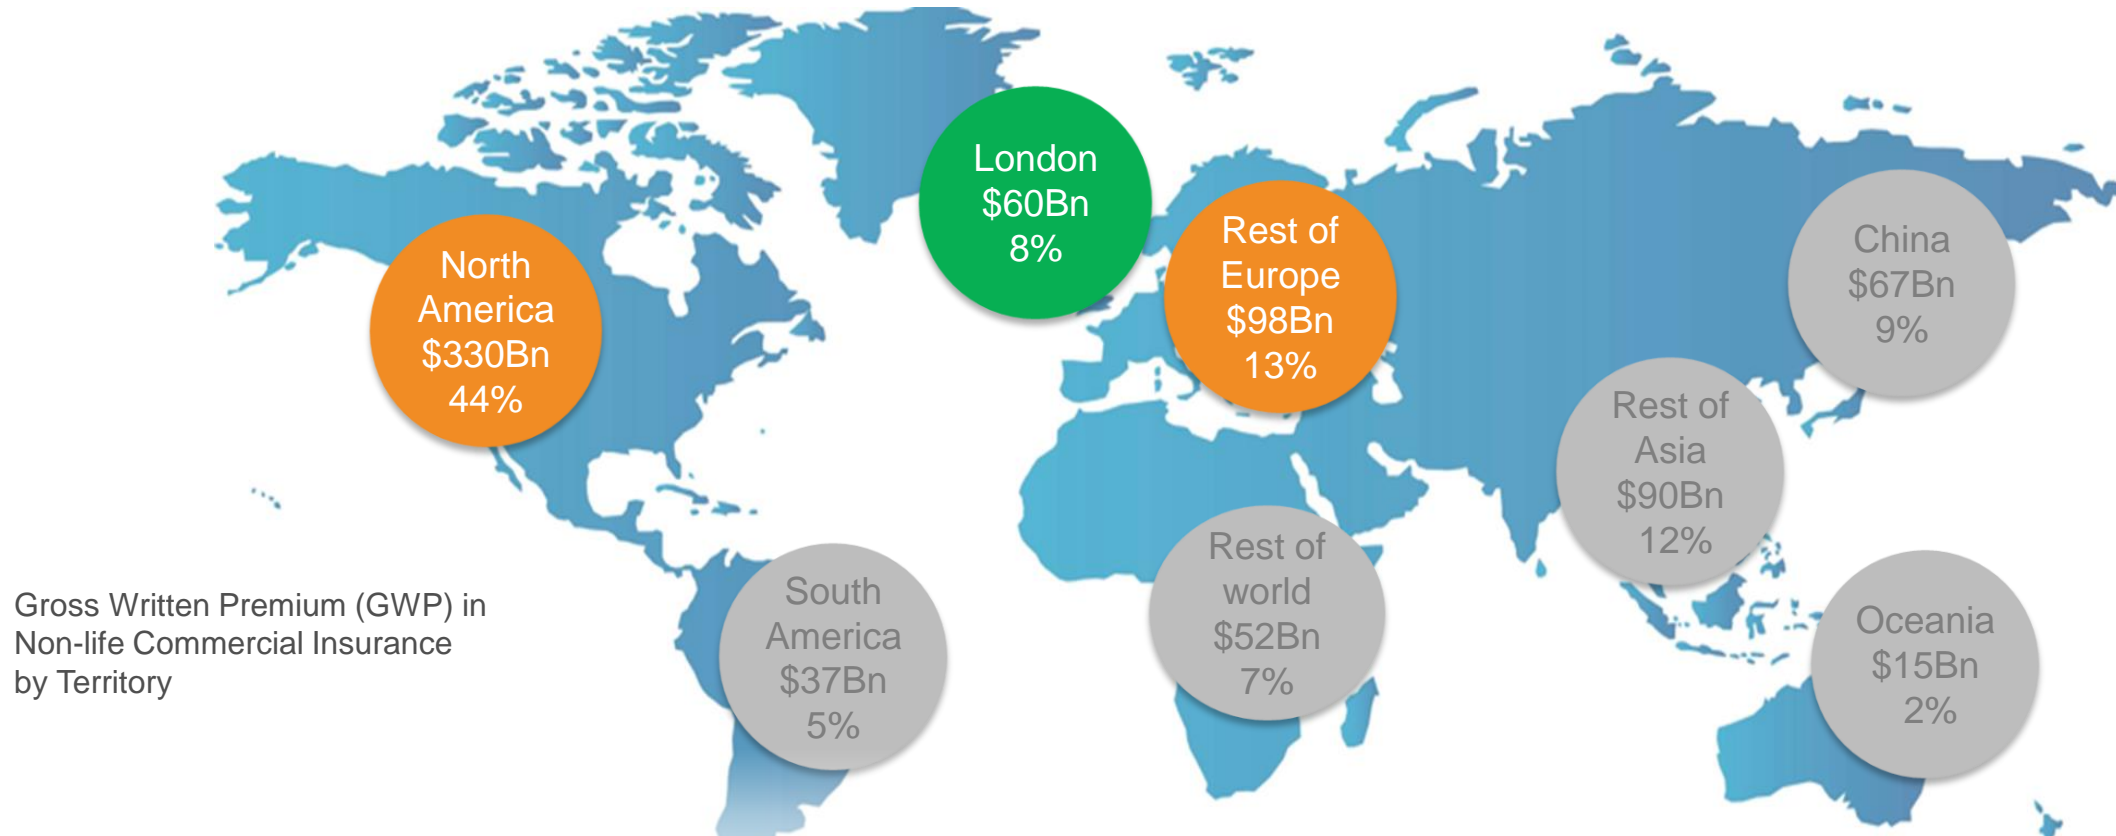 London
$60Bn
8%
North
America
$330Bn
44%
Rest of
Europe
$98Bn
13%
China
$67Bn
9%
Rest of
Asia
$90Bn
12%
Rest of
world
$52Bn
7%
South
America
$37Bn
5%
Oceania
$15Bn
2%
Gross Written Premium (GWP) in
Non-life Commercial Insurance
by Territory